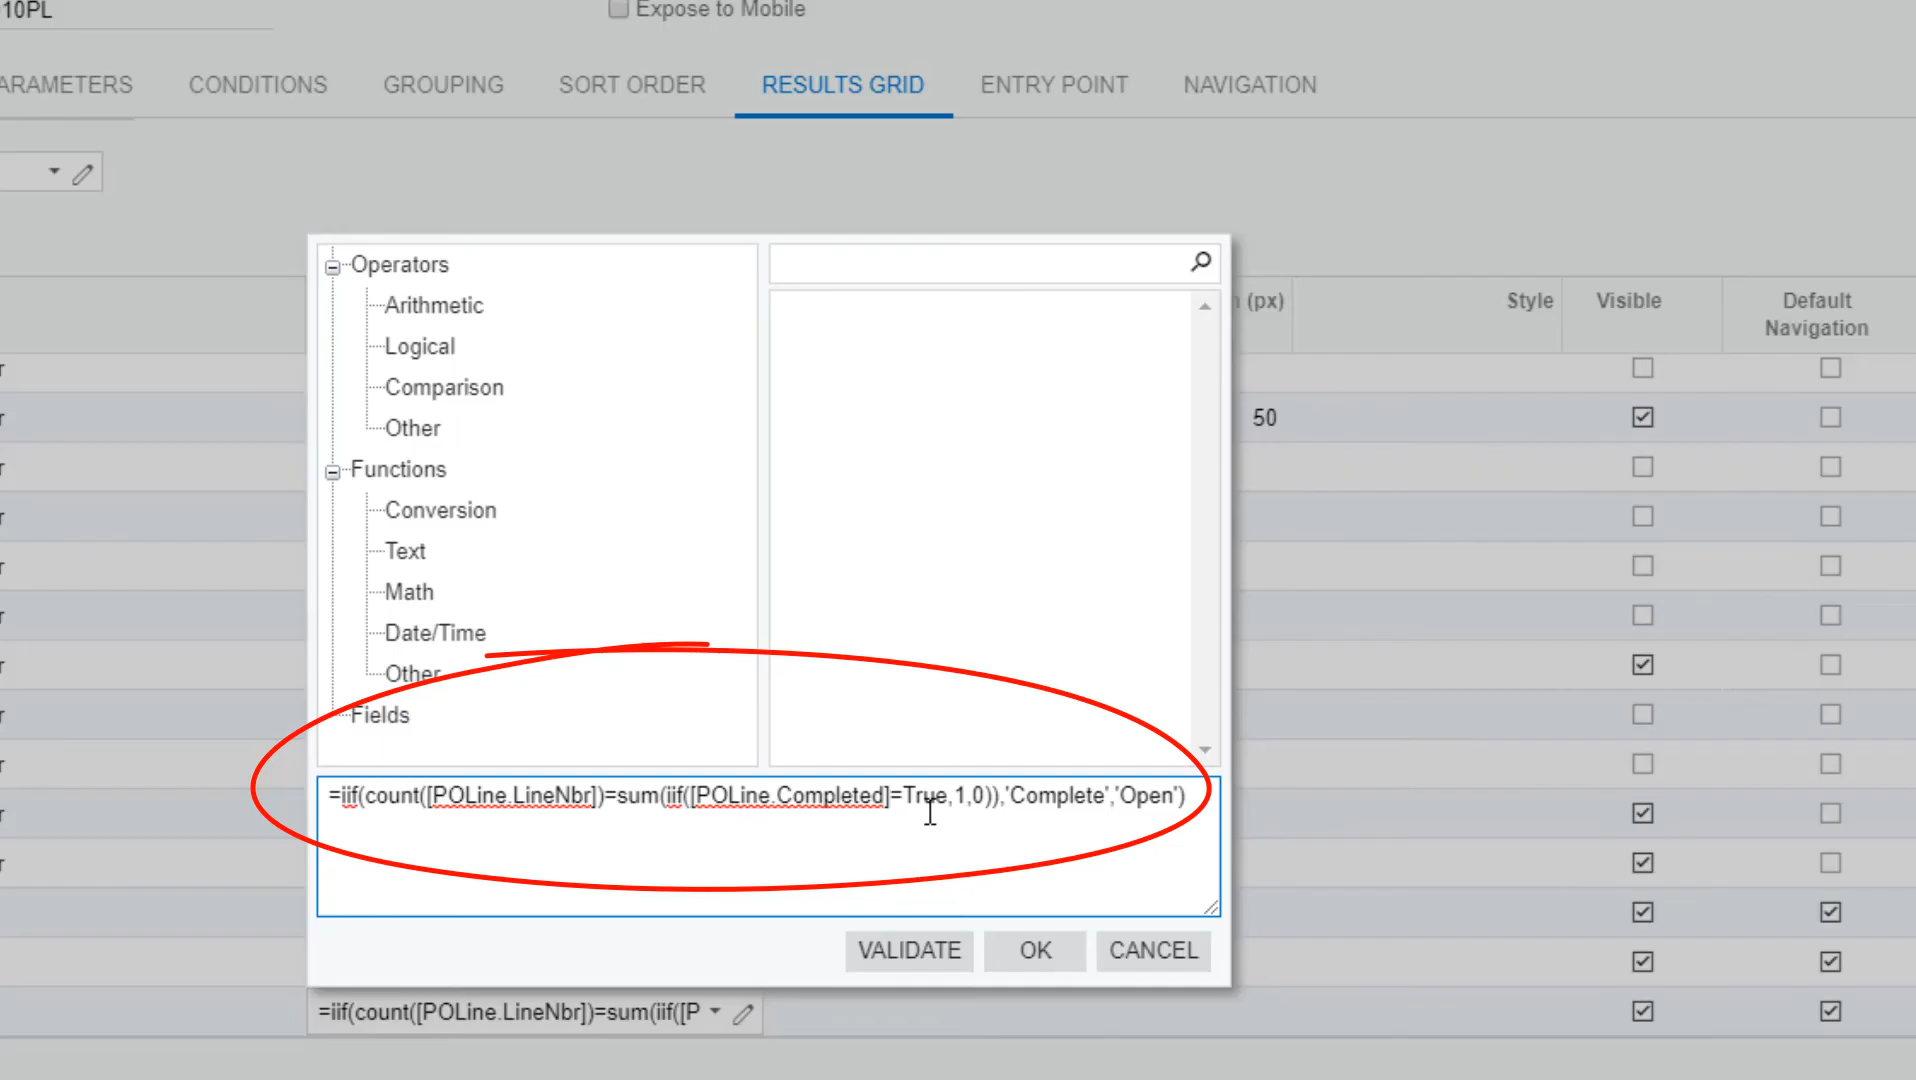 10PL
Expose to Mobile
ARAMETERS CONDITIONS GROUPING SORT ORDER RESULTS GRID ENTRY POINT NAVIGATION
Operators
Arithmetic
Logical
Comparison
Other
Functions
Conversion
Text
Math
Date/Time
Other
Fields
(px) Style Visible Default
Navigation
r
r 50
r
r
r
r
r
r
r
r
r
=iif(count([POLine.LineNbr])=sum(iif([POLine.Completed]=True,1,0)),'Complete','Open')
VALIDATE OK CANCEL
=iif(count([POLine.LineNbr])=sum(iif([P